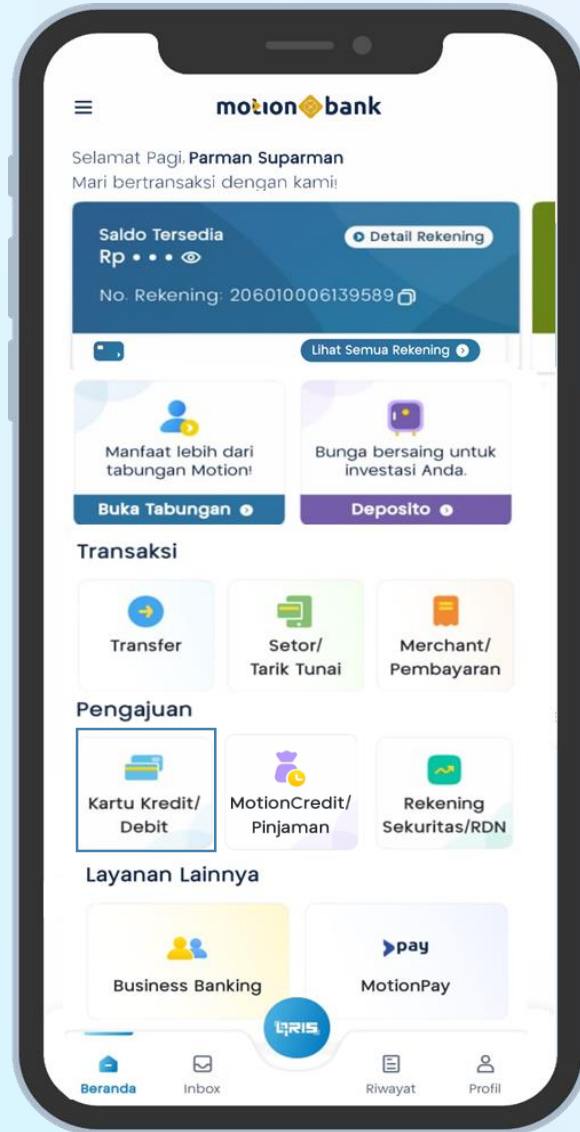 motion bank
Selamat Pagi, Parman Suparman
Mari bertransaksi dengan kami!
Saldo Tersedia
Detail Rekening
Rp • • •
No. Rekening: 206010006139589
Lihat Semua Rekening
Manfaat lebih dari
tabungan Motion!
Buka Tabungan
Bunga bersaing untuk
investasi Anda.
Deposito
Transaksi
Transfer
Setor/
Tarik Tunai
Merchant/
Pembayaran
Pengajuan
Kartu Kredit/
Debit
MotionCredit/
Pinjaman
Rekening
Sekuritas/RDN
Layanan Lainnya
Business Banking
pay
MotionPay
QRIS
Beranda
Inbox
Riwayat
Profil